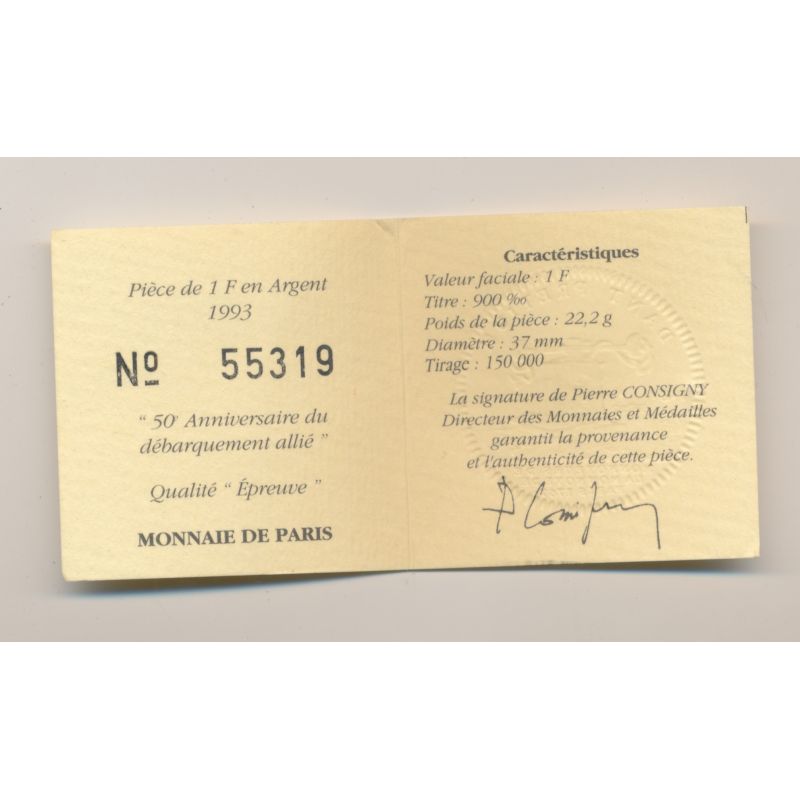 Pièce de 1 F en Argent
1993
Nº 55319
" 50e Anniversaire du
débarquement allié "
Qualité " Épreuve "
MONNAIE DE PARIS
Caractéristiques
Valeur faciale : 1 F
Titre : 900 ‰
Poids de la pièce : 22,2 g
Diamètre : 37 mm
Tirage : 150 000
La signature de Pierre CONSIGNY
Directeur des Monnaies et Médailles
garantit la provenance
et l'authenticité de cette pièce.